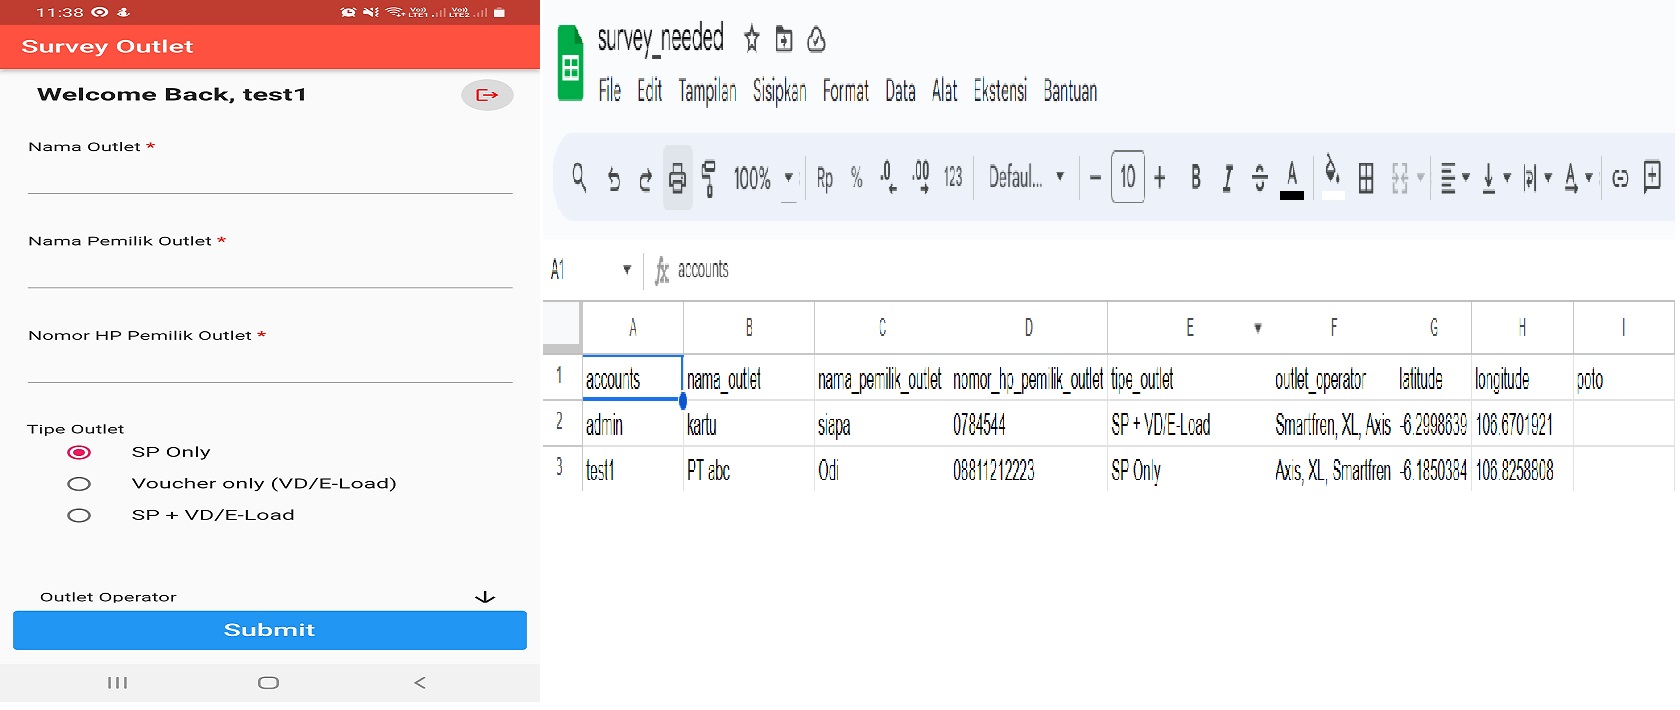 11:38
Survey Outlet
Welcome Back, test1
Nama Outlet *
Nama Pemilik Outlet *
Nomor HP Pemilik Outlet *
Tipe Outlet
SP Only
Voucher only (VD/E-Load)
SP + VD/E-Load
Outlet Operator
Submit
survey_needed
File Edit Tampilan Sisipkan Format Data Alat Ekstensi Bantuan
100% Rp % .0 .00 123 Defaul... 10 B I S A
A1 fx accounts
A B C D E F G H I
1 accounts nama_outlet nama_pemilik_outlet nomor_hp_pemilik_outlet tipe_outlet outlet_operator latitude longitude poto
2 admin kartu siapa 0784544 SP + VD/E-Load Smartfren, XL, Axis -6.2998639 106.6701921
3 test1 PT abc Odi 08811212223 SP Only Axis, XL, Smartfren -6.1850384 106.8258808